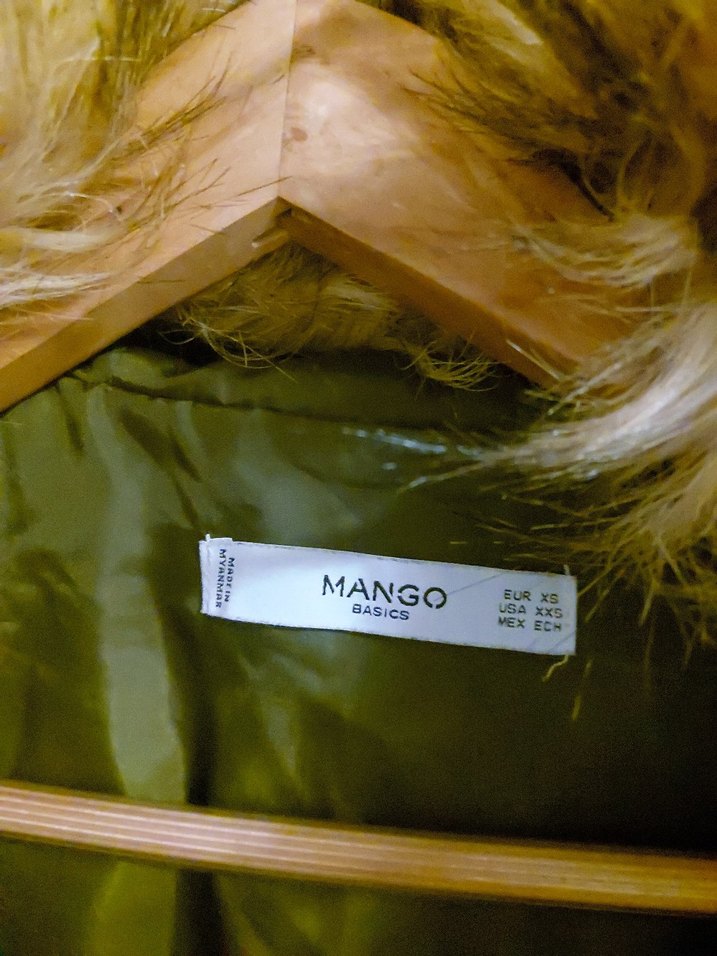 MADE IN
MYANMAR
MANGO
BASICS
EUR XS
USA XXS
MEX ECH